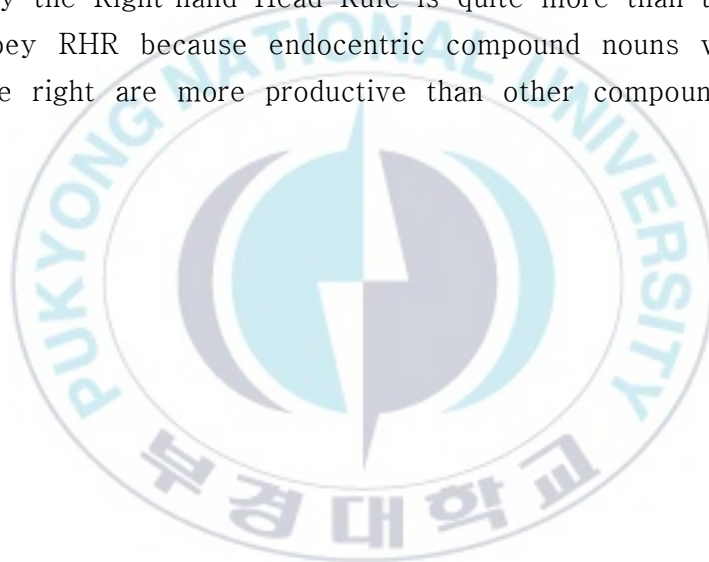 y the Right-hand Head Rule is quite more than t
bey RHR because endocentric compound nouns
e right are more productive than other compoun
PUKYONG NATIONAL UNIVERSITY
부경대학교